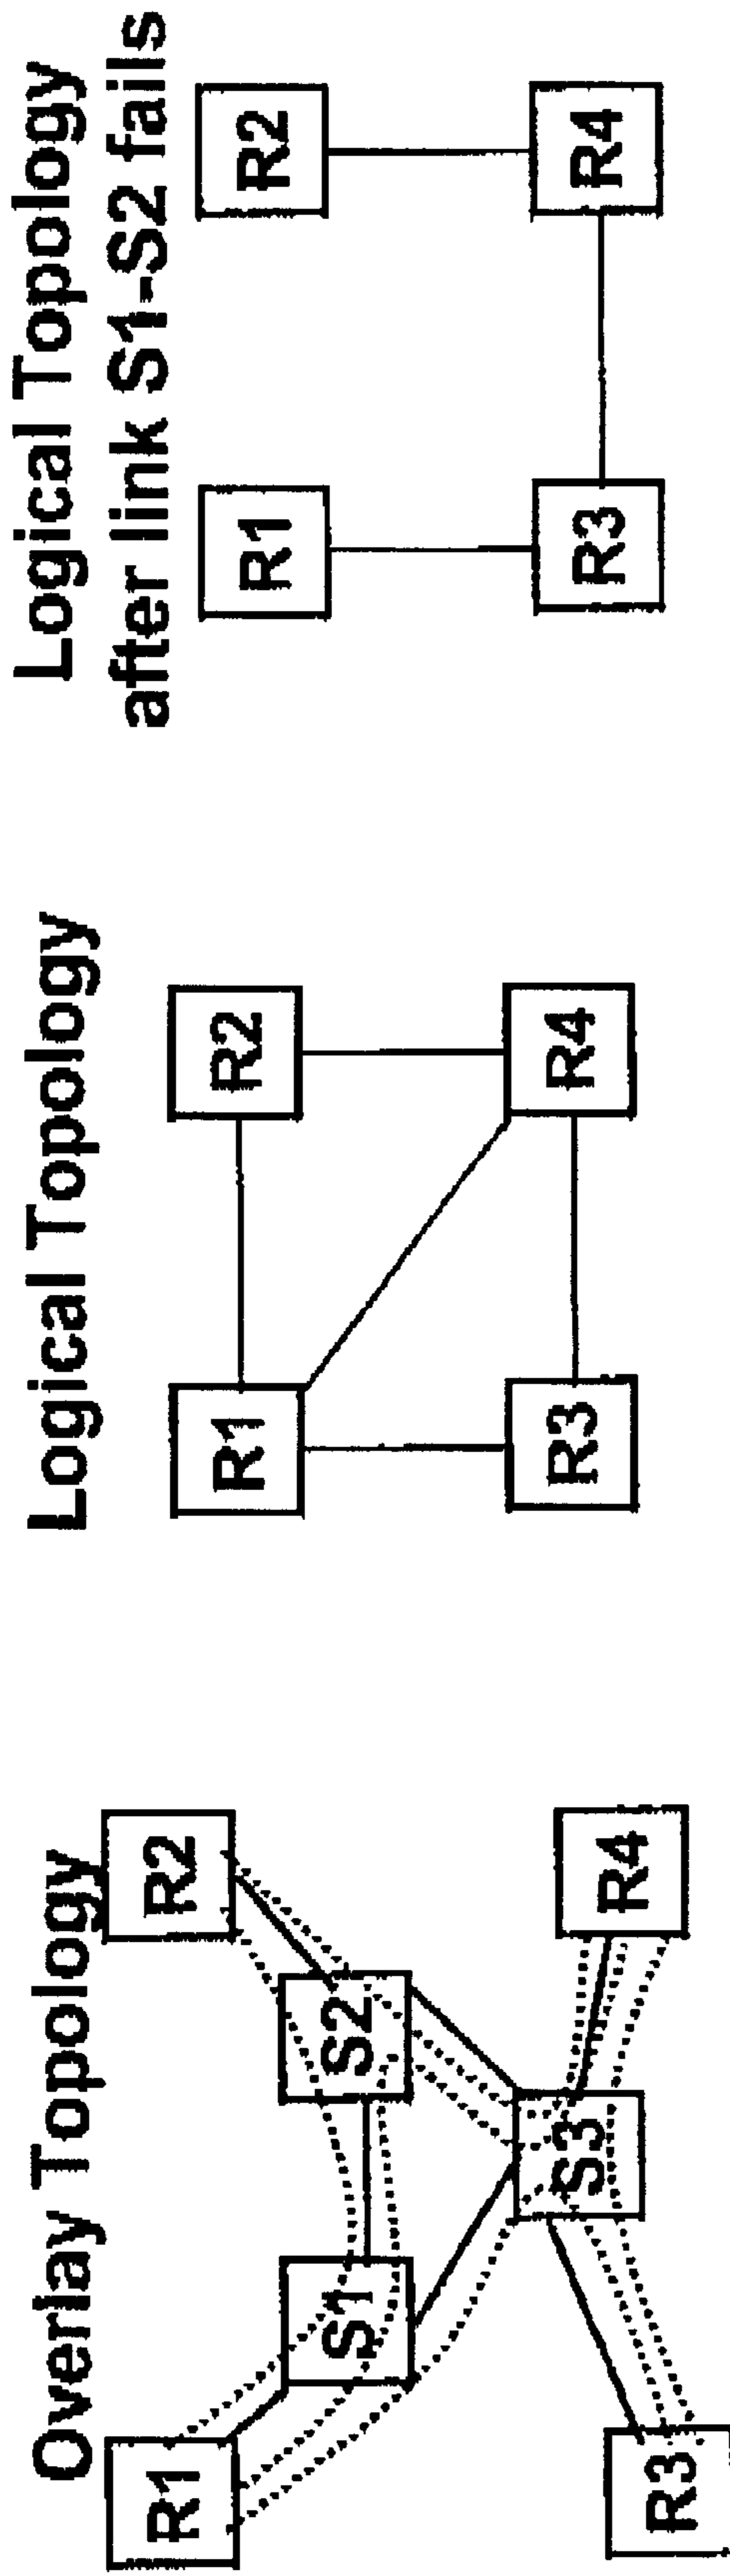 Overlay Topology
R1
R2
S1
S2
S3
R3
R4
Logical Topology
R1
R2
R3
R4
Logical Topology
after link S1-S2 fails
R1
R2
R3
R4